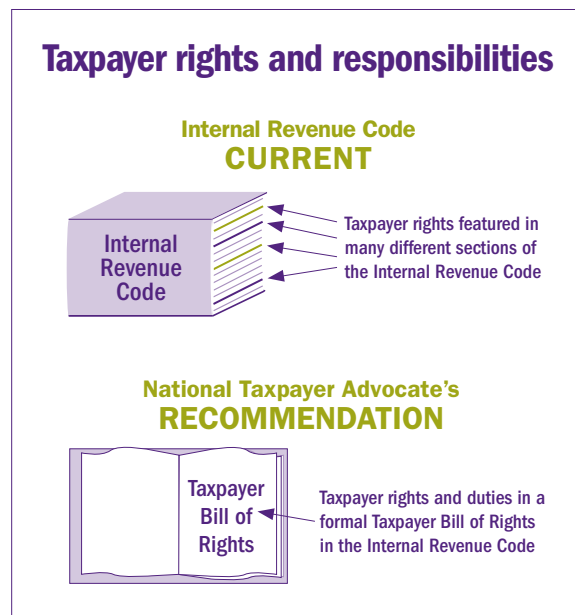 Taxpayer rights and responsibilities
Internal Revenue Code
CURRENT
Internal
Revenue
Code
Taxpayer rights featured in
many different sections of
the Internal Revenue Code
National Taxpayer Advocate's
RECOMMENDATION
Taxpayer
Bill of
Rights
Taxpayer rights and duties in a
formal Taxpayer Bill of Rights
in the Internal Revenue Code